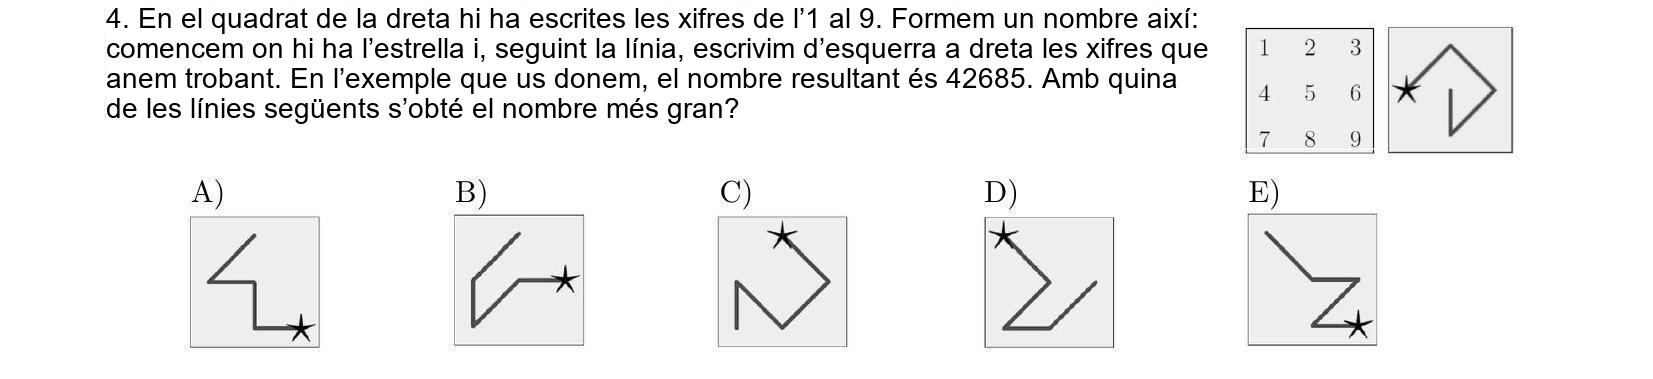 4. En el quadrat de la dreta hi ha escrites les xifres de l’1 al 9. Formem un nombre així:
comencem on hi ha l’estrella i, seguint la línia, escrivim d’esquerra a dreta les xifres que
anem trobant. En l’exemple que us donem, el nombre resultant és 42685. Amb quina
de les línies següents s’obté el nombre més gran?
1 2 3
4 5 6
7 8 9
A) B) C) D) E)